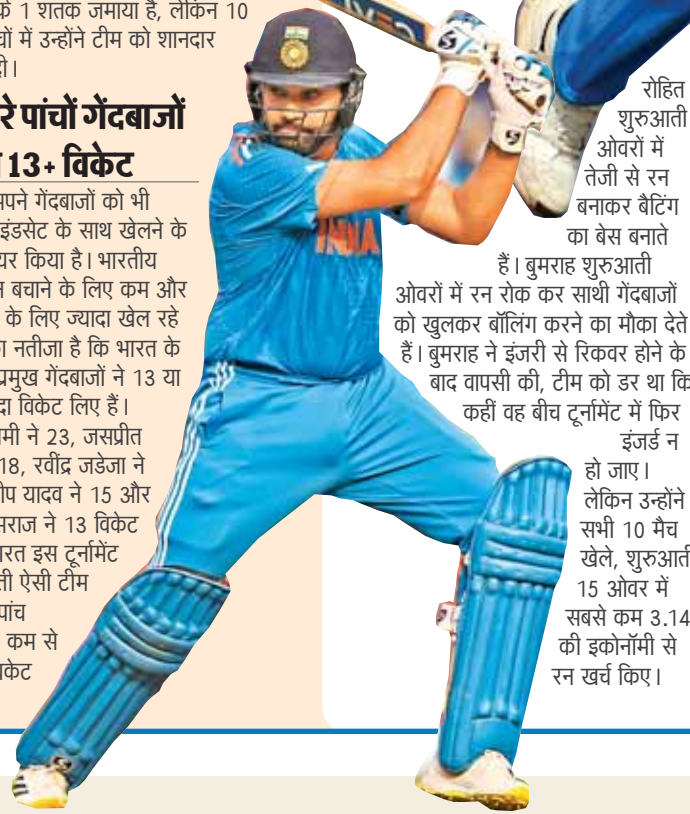 के 1 शतक जमाया है, लेकिन 10
चों में उन्होंने टीम को शानदार
दी।
रे पांचों गेंदबाजों
13+ विकेट
पने गेंदबाजों को भी
इंडसेट के साथ खेलने के
यर किया है। भारतीय
न बचाने के लिए कम और
के लिए ज्यादा खेल रहे
का नतीजा है कि भारत के
प्रमुख गेंदबाजों ने 13 या
दा विकेट लिए हैं।
मी ने 23, जसप्रीत
18, रवींद्र जडेजा ने
ीप यादव ने 15 और
सराज ने 13 विकेट
ारत इस टूर्नामेंट
ती ऐसी टीम
पांच
कम से
केट
INDIA
रोहित
शुरुआती
ओवरों में
तेजी से रन
बनाकर बैटिंग
का बेस बनाते
हैं। बुमराह शुरुआती
ओवरों में रन रोक कर साथी गेंदबाजों
को खुलकर बॉलिंग करने का मौका देते
हैं। बुमराह ने इंजरी से रिकवर होने के
बाद वापसी की, टीम को डर था कि
कहीं वह बीच टूर्नामेंट में फिर
इंजर्ड न
हो जाए।
लेकिन उन्होंने
सभी 10 मैच
खेले, शुरुआती
15 ओवर में
सबसे कम 3.14
की इकोनॉमी से
रन खर्च किए।